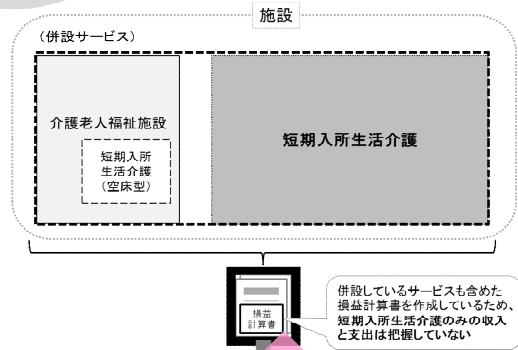 施設
（併設サービス）
介護老人福祉施設
短期入所
生活介護
（空床型）
短期入所生活介護
損益
計算書
併設しているサービスも含めた
損益計算書を作成しているため、
短期入所生活介護のみの収入
と支出は把握していない